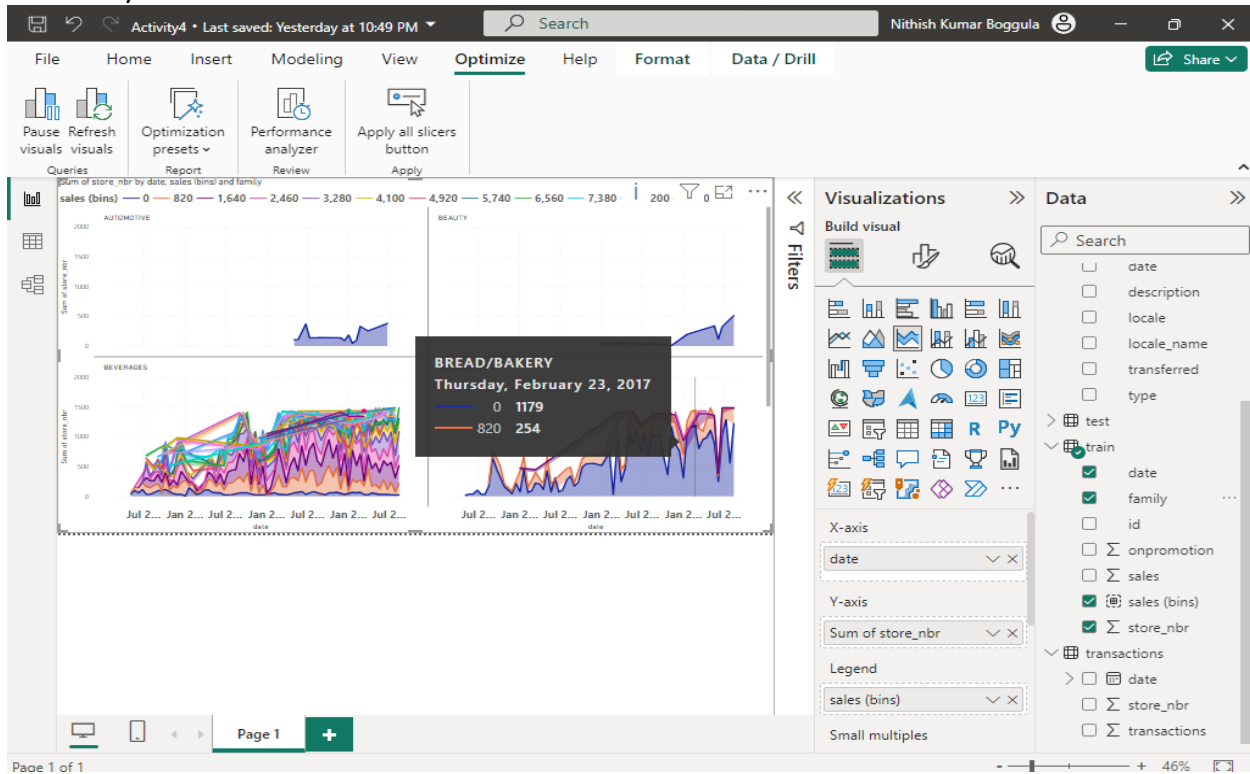 Activity4 • Last saved: Yesterday at 10:49 PM
Search
Nithish Kumar Boggula
File Home Insert Modeling View Optimize Help Format Data / Drill
Share
Pause visuals
Refresh visuals
Optimization presets
Performance analyzer
Apply all slicers button
Queries Report Review Apply
Sum of store_nbr by date, sales (bins) and family
sales (bins) 0 820 1,640 2,460 3,280 4,100 4,920 5,740 6,560 7,380 200 0
AUTOMOTIVE
BEAUTY
2000
1500
1000
500
0
Sum of store_nbr
BEVERAGES
2000
1500
1000
500
0
Sum of store_nbr
BREAD/BAKERY
Thursday, February 23, 2017
0 1179
820 254
Jul 2... Jan 2... Jul 2... Jan 2... Jul 2... Jan 2... Jul 2...
date
Jul 2... Jan 2... Jul 2... Jan 2... Jul 2... Jan 2... Jul 2...
date
Filters
Visualizations
Build visual
123
R Py
123
X-axis
date
Y-axis
Sum of store_nbr
Legend
sales (bins)
Small multiples
Data
Search
date
description
locale
locale_name
transferred
type
test
train
date
family
id
onpromotion
sales
sales (bins)
store_nbr
transactions
date
store_nbr
transactions
Page 1
Page 1 of 1
46%